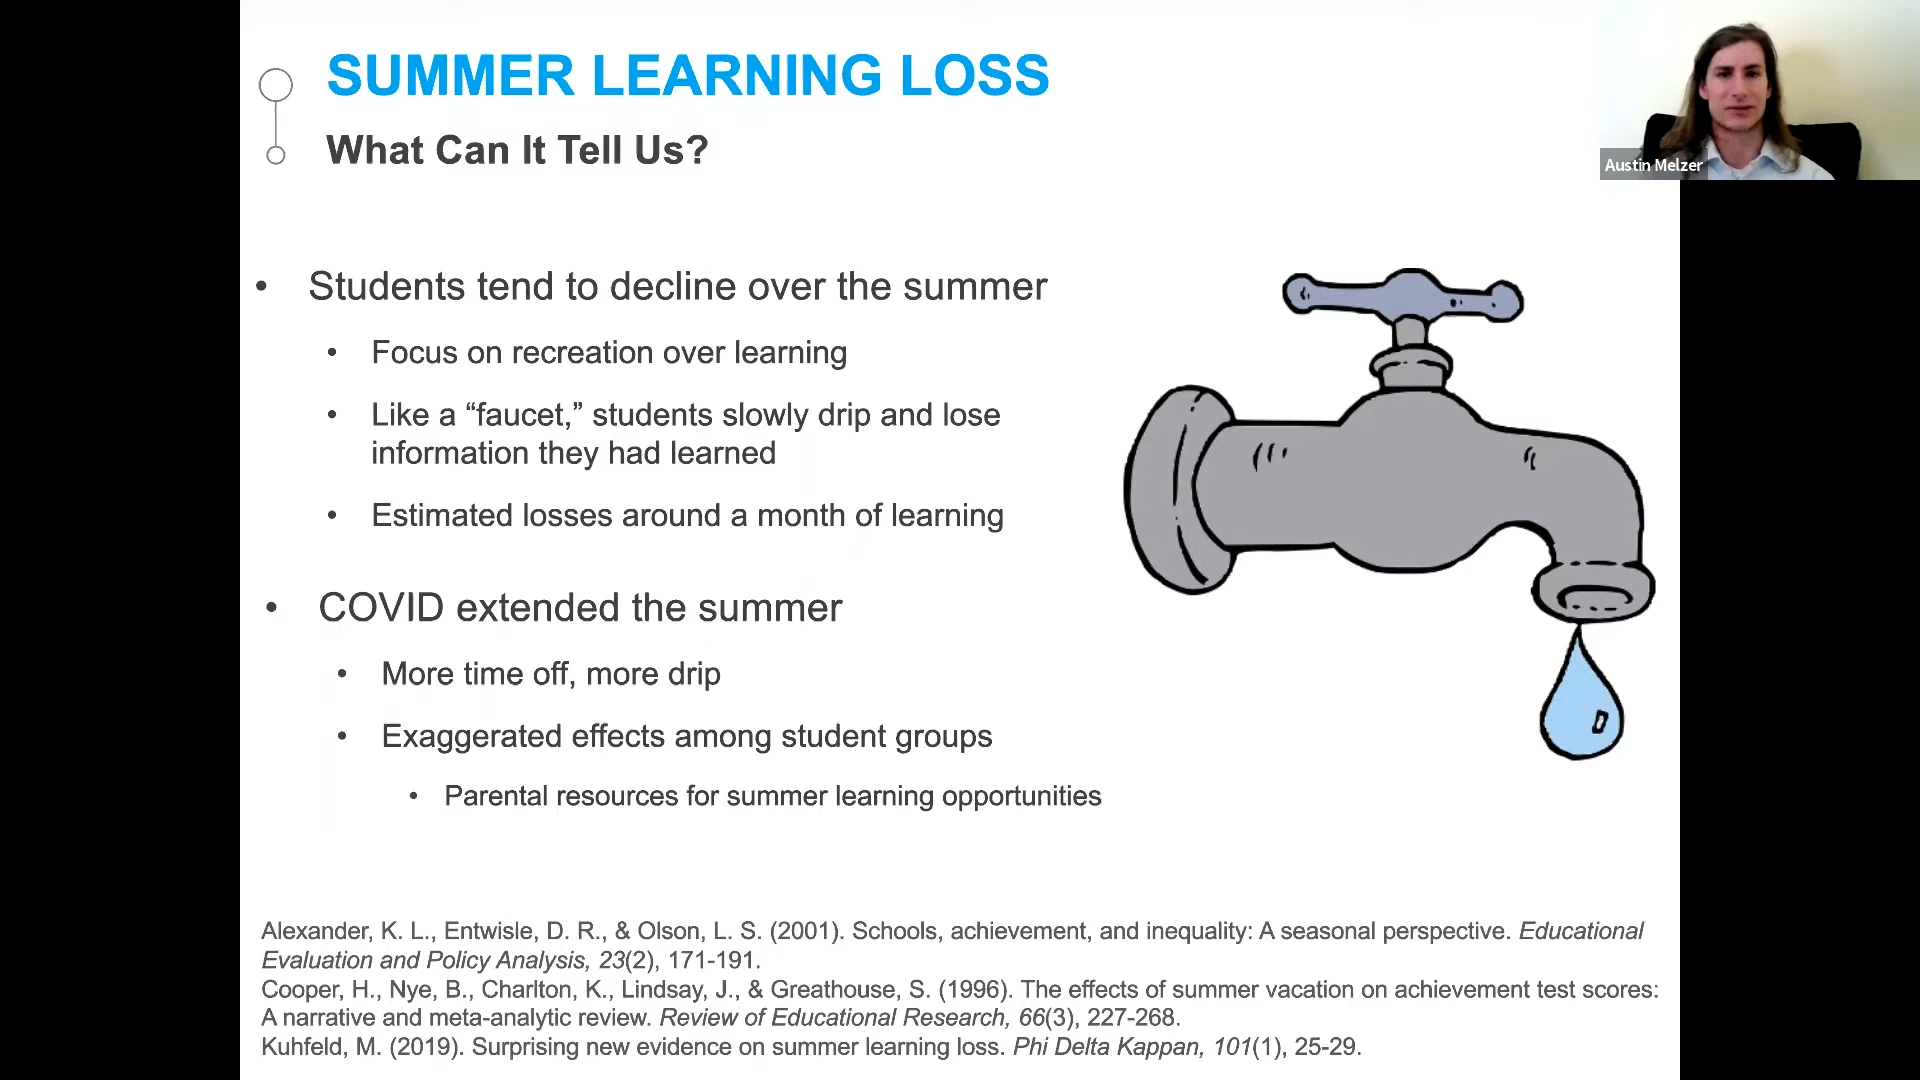 SUMMER LEARNING LOSS
What Can It Tell Us?
Austin Melzer
• Students tend to decline over the summer
• Focus on recreation over learning
• Like a “faucet,” students slowly drip and lose
information they had learned
• Estimated losses around a month of learning
• COVID extended the summer
• More time off, more drip
• Exaggerated effects among student groups
• Parental resources for summer learning opportunities
Alexander, K. L., Entwisle, D. R., & Olson, L. S. (2001). Schools, achievement, and inequality: A seasonal perspective. Educational
Evaluation and Policy Analysis, 23(2), 171-191.
Cooper, H., Nye, B., Charlton, K., Lindsay, J., & Greathouse, S. (1996). The effects of summer vacation on achievement test scores:
A narrative and meta-analytic review. Review of Educational Research, 66(3), 227-268.
Kuhfeld, M. (2019). Surprising new evidence on summer learning loss. Phi Delta Kappan, 101(1), 25-29.